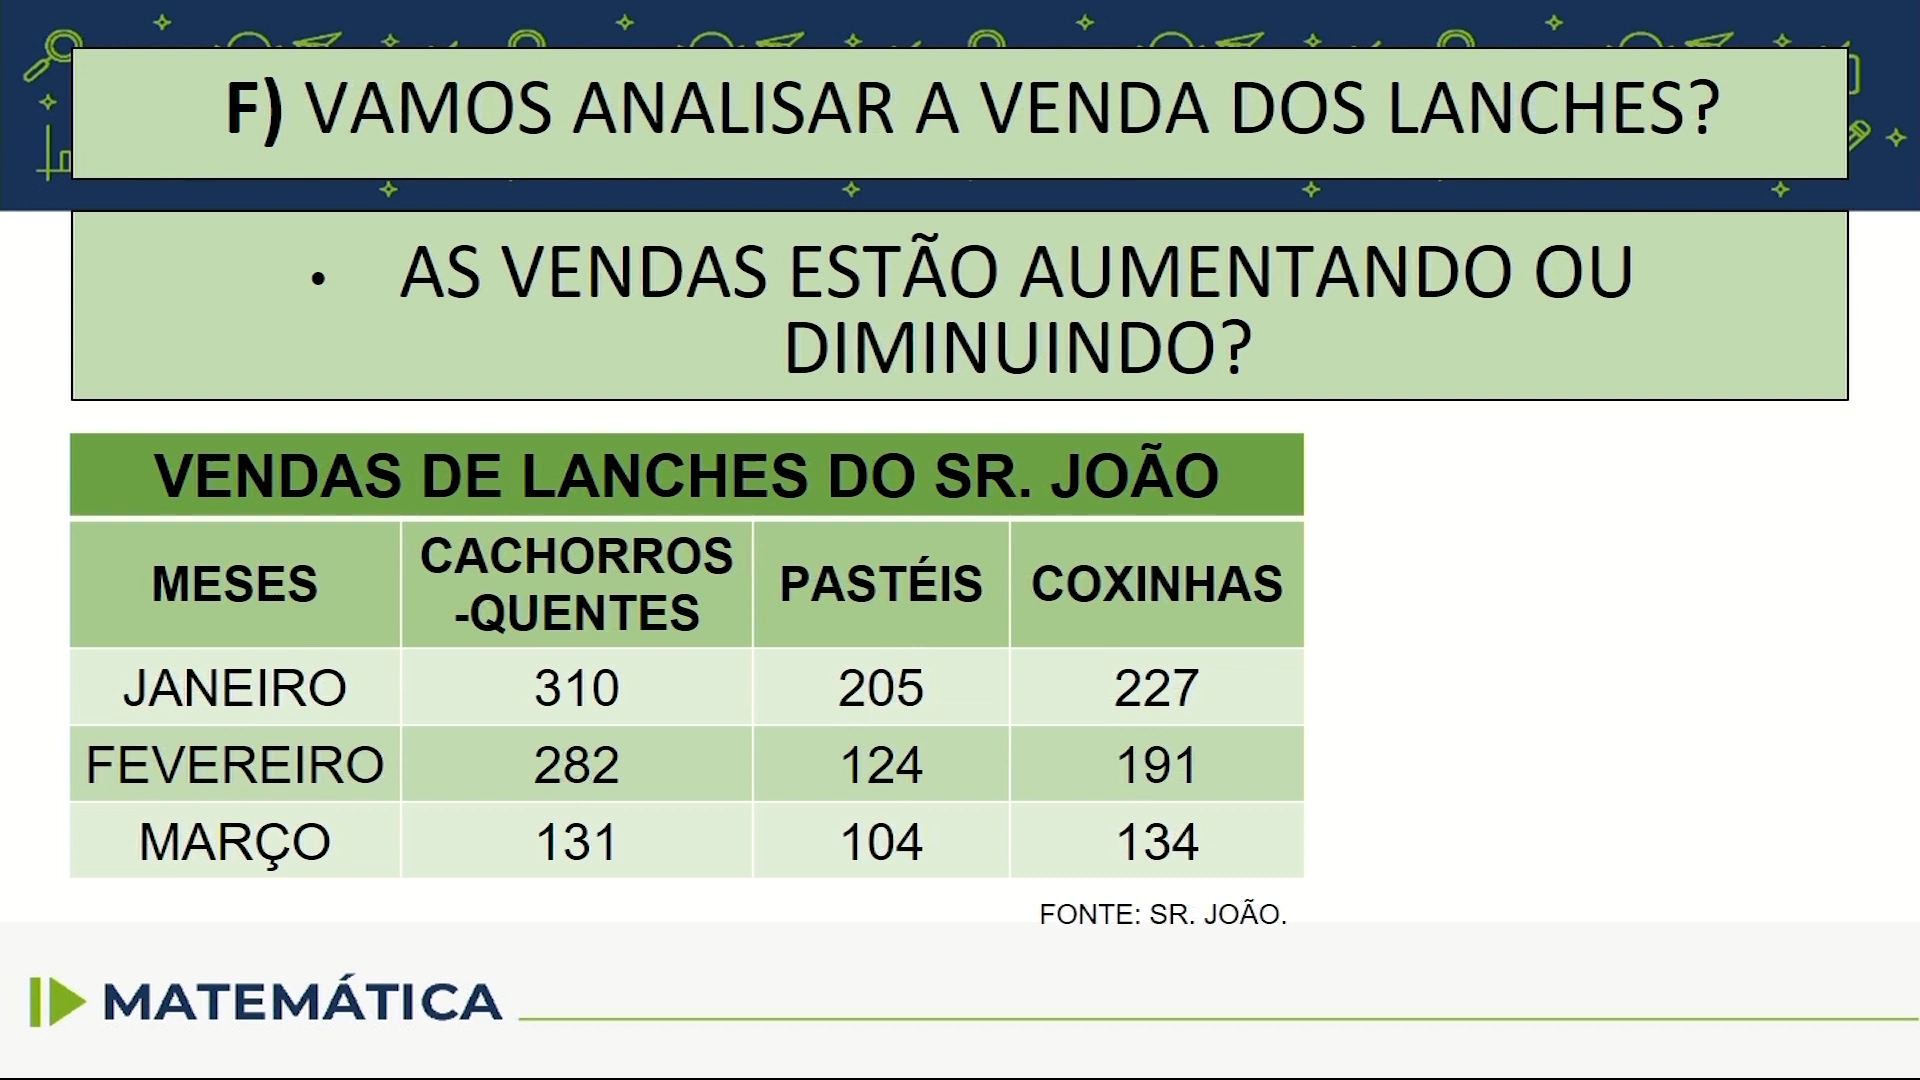 F) VAMOS ANALISAR A VENDA DOS LANCHES?
• AS VENDAS ESTÃO AUMENTANDO OU
DIMINUINDO?
VENDAS DE LANCHES DO SR. JOÃO
MESES CACHORROS
-QUENTES PASTÉIS COXINHAS
JANEIRO 310 205 227
FEVEREIRO 282 124 191
MARÇO 131 104 134
FONTE: SR. JOÃO.
MATEMÁTICA